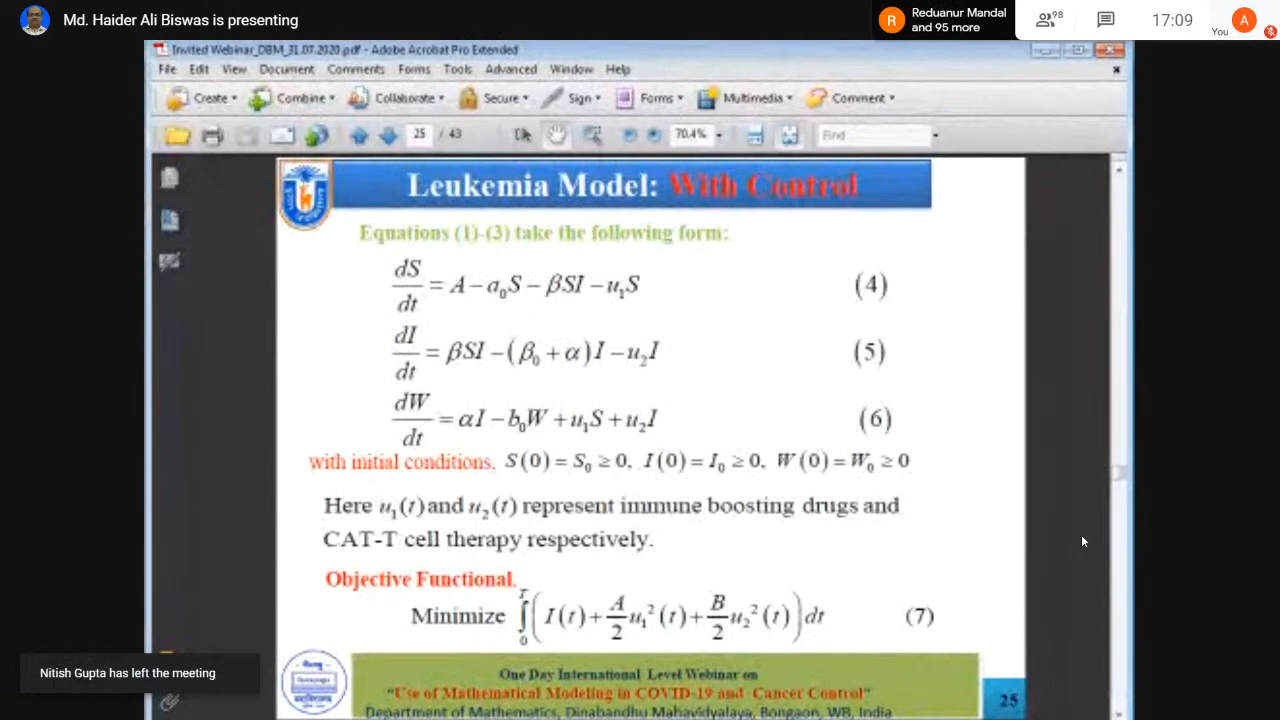 Md. Haider Ali Biswas is presenting
R
Reduanur Mandal
and 95 more
98
17:09
You
A
Invited Webinar_DBM_31.07.2020.pdf - Adobe Acrobat Pro Extended
File Edit View Document Comments Forms Tools Advanced Window Help
Create Combine Collaborate Secure Sign Forms Multimedia Comment
25 / 43 70.4% Find
Leukemia Model: With Control
Equations (1)-(3) take the following form:
dS/dt = A − a₀S − βSI − u₁S (4)
dI/dt = βSI − (β₀ + α)I − u₂I (5)
dW/dt = αI − b₀W + u₁S + u₂I (6)
with initial conditions, S(0) = S₀ ≥ 0, I(0) = I₀ ≥ 0, W(0) = W₀ ≥ 0
Here u₁(t) and u₂(t) represent immune boosting drugs and
CAT-T cell therapy respectively.
Objective Functional,
Minimize ∫₀ᵀ (I(t) + A/2 u₁²(t) + B/2 u₂²(t)) dt (7)
Nitish Gupta has left the meeting
One Day International Level Webinar on
"Use of Mathematical Modeling in COVID-19 and Cancer Control"
Department of Mathematics, Dinabandhu Mahavidyalaya, Bongaon, WB, India
25